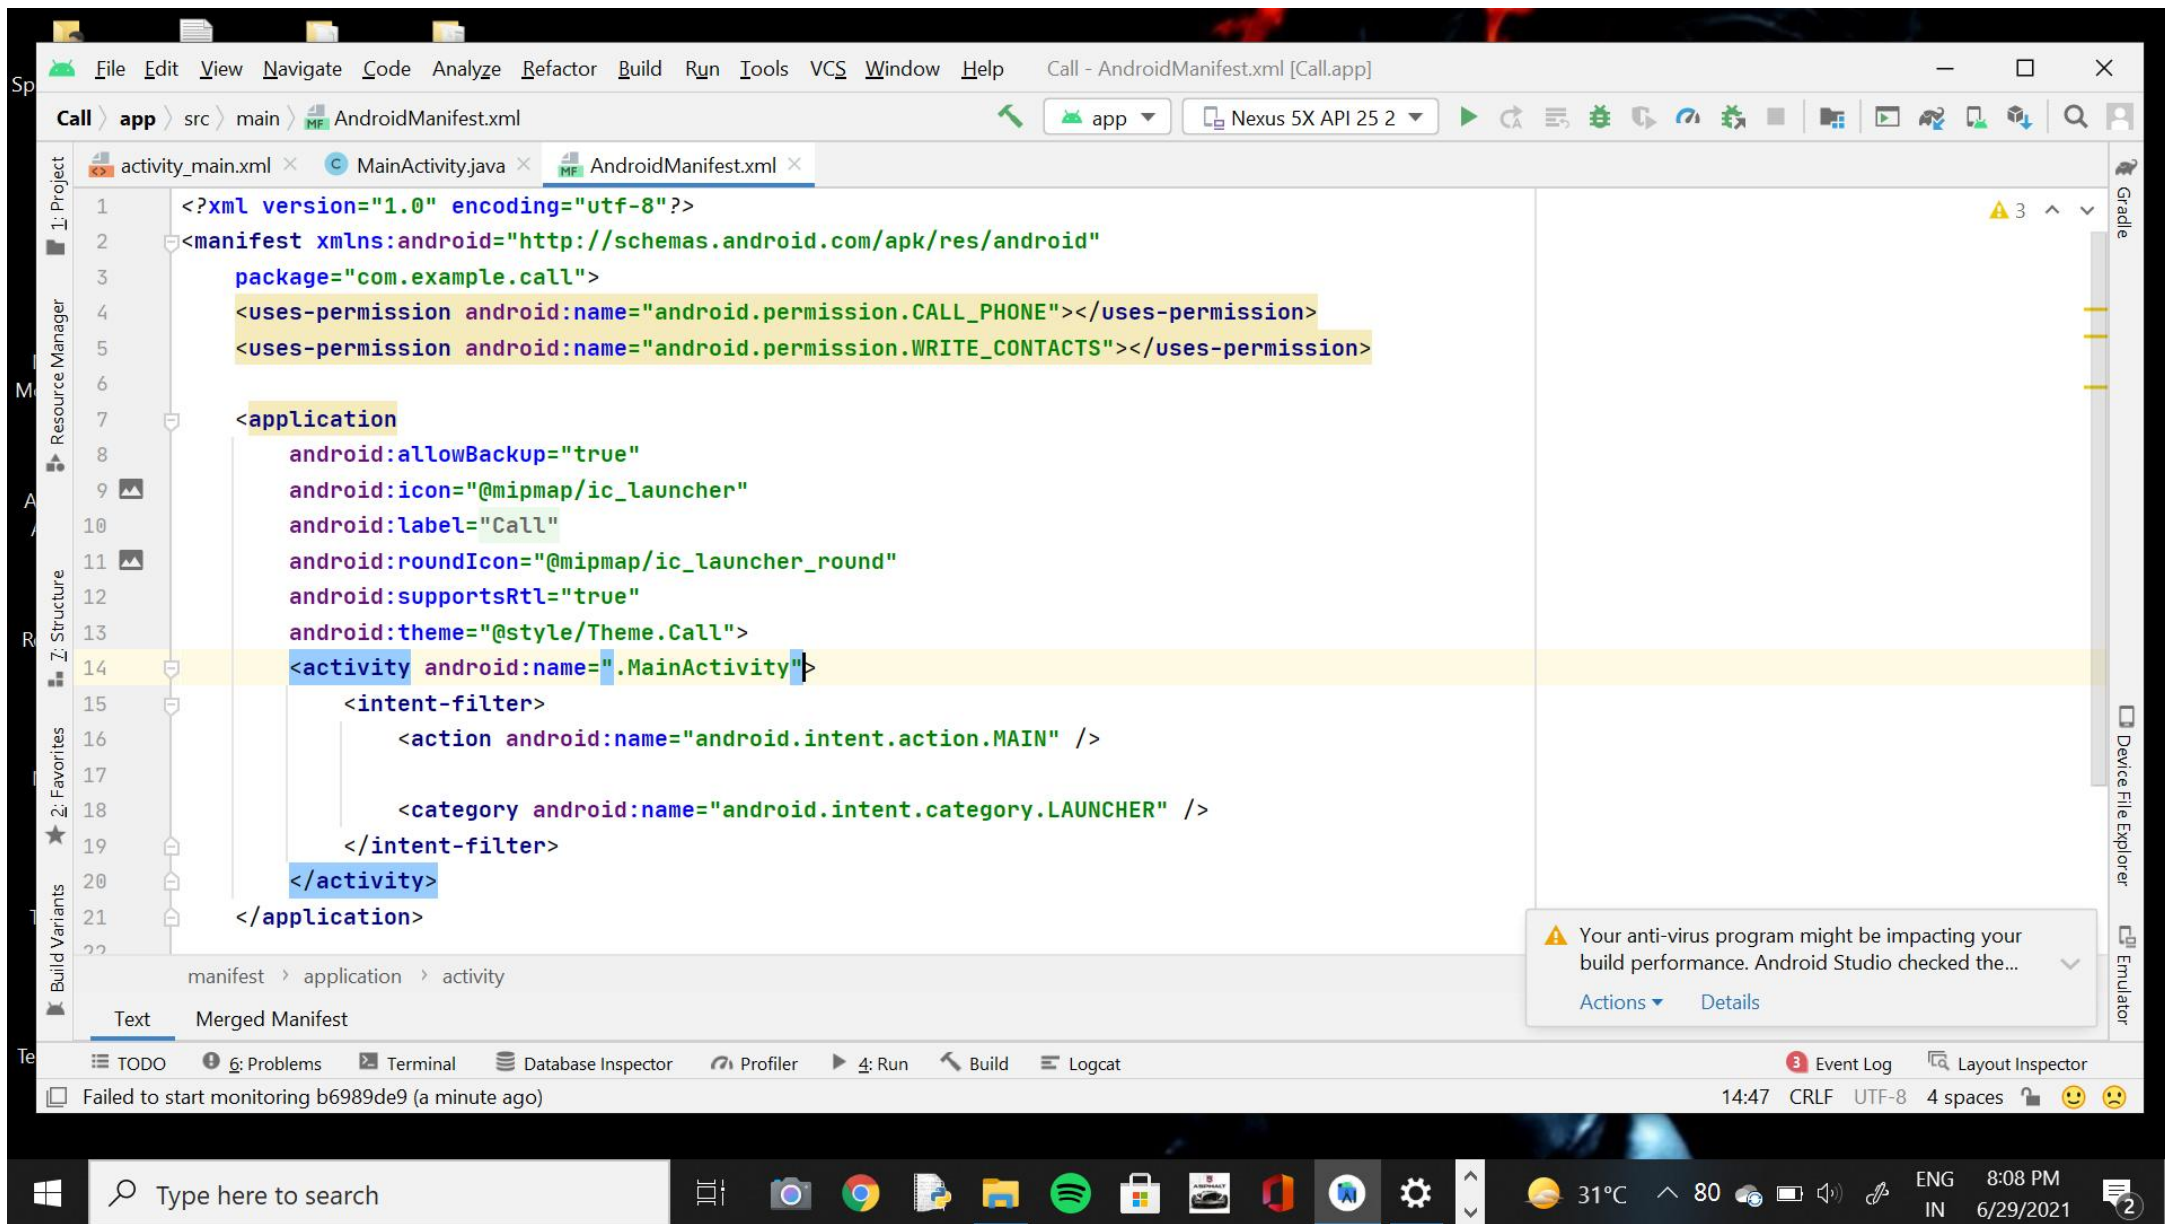 Sp
File Edit View Navigate Code Analyze Refactor Build Run Tools VCS Window Help Call - AndroidManifest.xml [Call.app]
Call app src main AndroidManifest.xml app Nexus 5X API 25 2
activity_main.xml MainActivity.java AndroidManifest.xml
1: Project
Resource Manager
7: Structure
2: Favorites
Build Variants
1 <?xml version="1.0" encoding="utf-8"?>
2 <manifest xmlns:android="http://schemas.android.com/apk/res/android"
3 package="com.example.call">
4 <uses-permission android:name="android.permission.CALL_PHONE"></uses-permission>
5 <uses-permission android:name="android.permission.WRITE_CONTACTS"></uses-permission>
6
7 <application
8 android:allowBackup="true"
9 android:icon="@mipmap/ic_launcher"
10 android:label="Call"
11 android:roundIcon="@mipmap/ic_launcher_round"
12 android:supportsRtl="true"
13 android:theme="@style/Theme.Call">
14 <activity android:name=".MainActivity">
15 <intent-filter>
16 <action android:name="android.intent.action.MAIN" />
17
18 <category android:name="android.intent.category.LAUNCHER" />
19 </intent-filter>
20 </activity>
21 </application>
22
3
Gradle
Device File Explorer
Emulator
manifest application activity
Text Merged Manifest
Your anti-virus program might be impacting your
build performance. Android Studio checked the...
Actions Details
Te
TODO 6: Problems Terminal Database Inspector Profiler 4: Run Build Logcat 3 Event Log Layout Inspector
Failed to start monitoring b6989de9 (a minute ago) 14:47 CRLF UTF-8 4 spaces
Type here to search 31°C 80 ENG IN 8:08 PM 6/29/2021 2